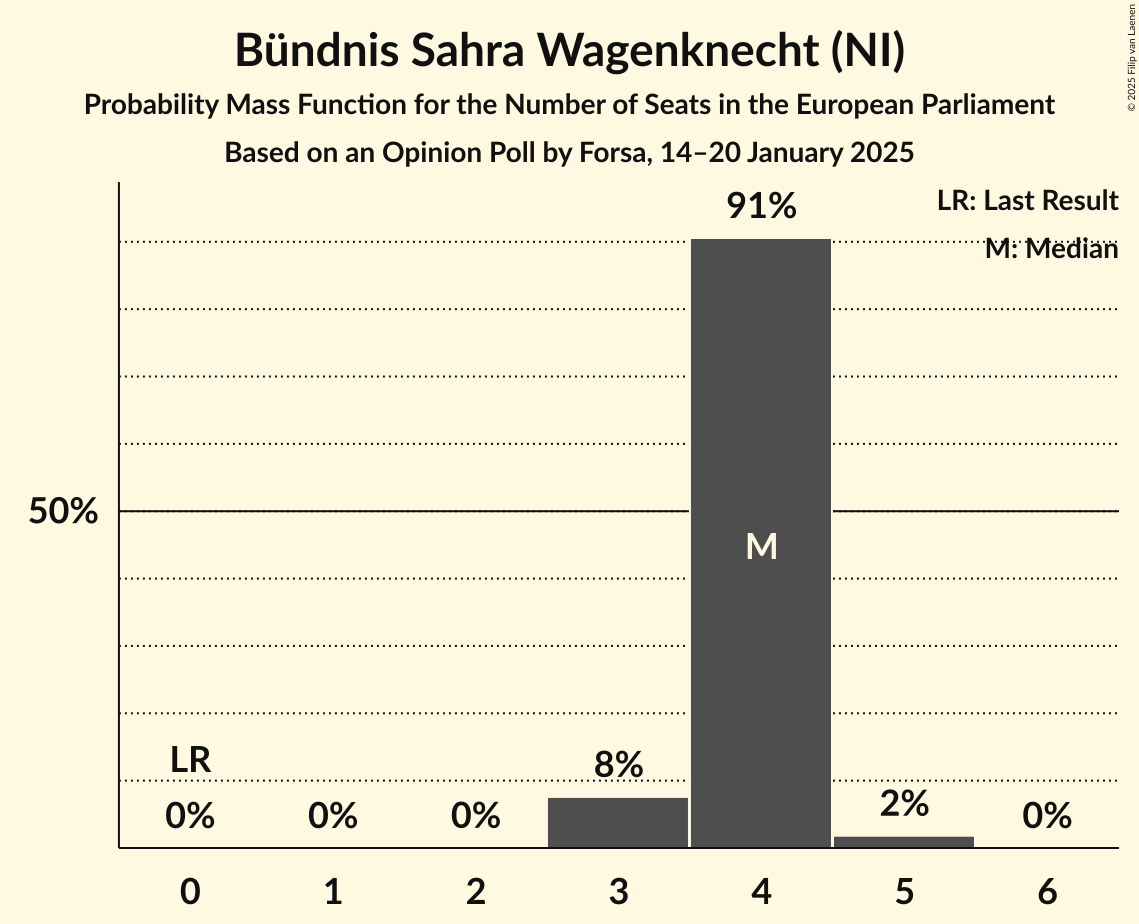 Bündnis Sahra Wagenknecht (NI)
Probability Mass Function for the Number of Seats in the European Parliament
Based on an Opinion Poll by Forsa, 14–20 January 2025
© 2025 Filip van Laenen
LR: Last Result
M: Median
91%
50%
M
LR
8%
2%
0%
0%
0%
0%
0 1 2 3 4 5 6